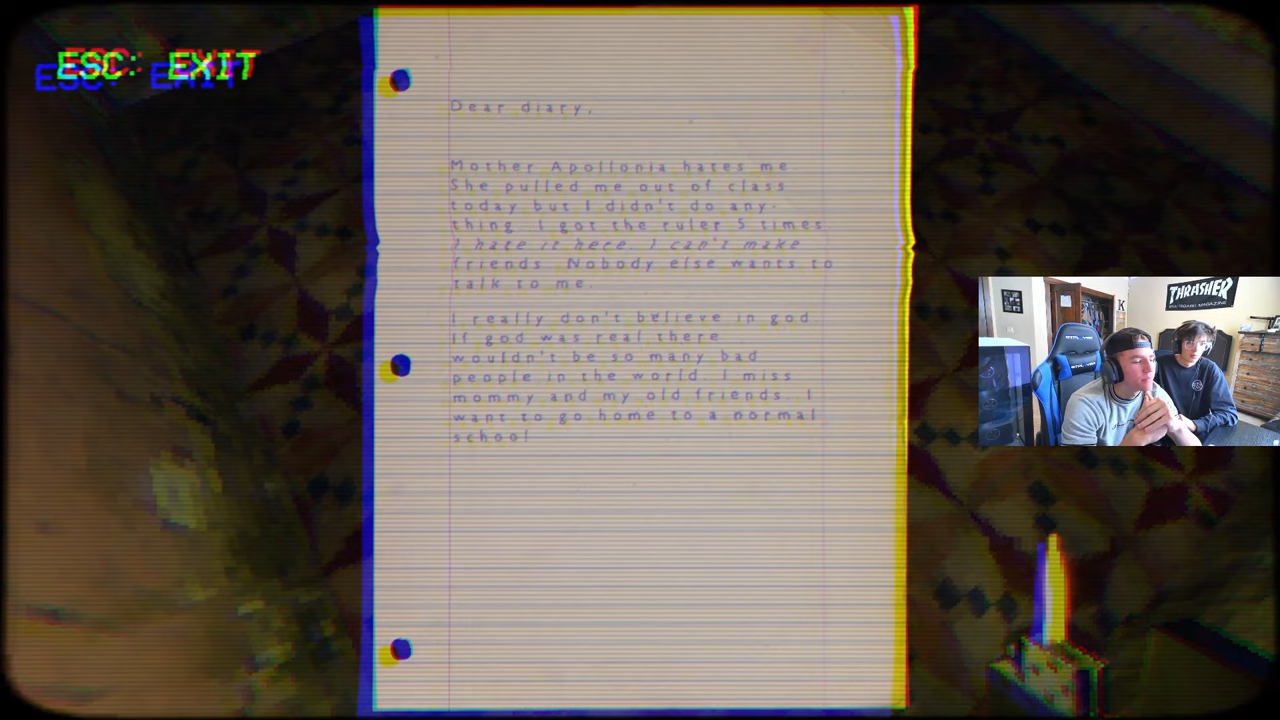 ESC: EXIT
Dear diary,
Mother Apollonia hates me
She pulled me out of class
today but I didn't do any-
thing. I got the ruler 5 times.
I hate it here. I can't make
friends. Nobody else wants to
talk to me.
I really don't believe in god
If god was real there
wouldn't be so many bad
people in the world. I miss
mommy and my old friends. I
want to go home to a normal
school
THRASHER
K